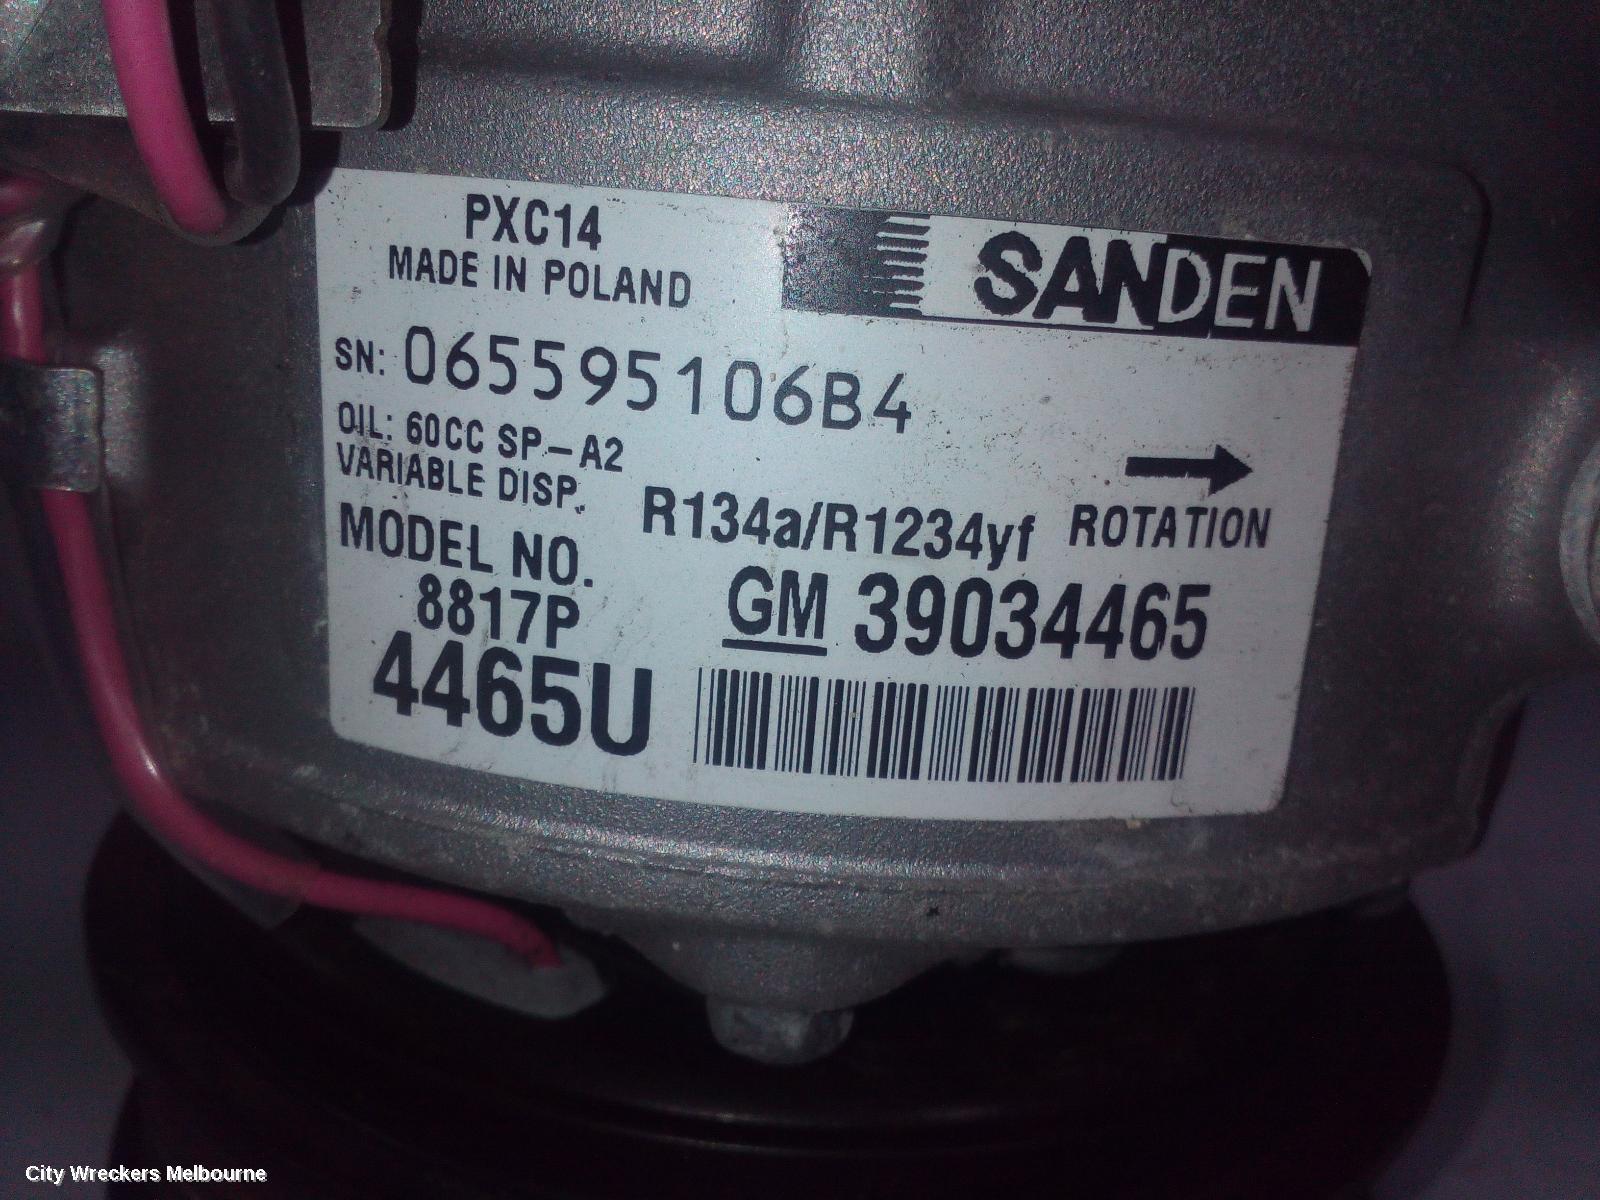 PXC14
MADE IN POLAND
SANDEN
SN: 065595106B4
OIL: 60CC SP-A2
VARIABLE DISP.
R134a/R1234yf
ROTATION
MODEL NO.
8817P
4465U
GM 39034465
City Wreckers Melbourne